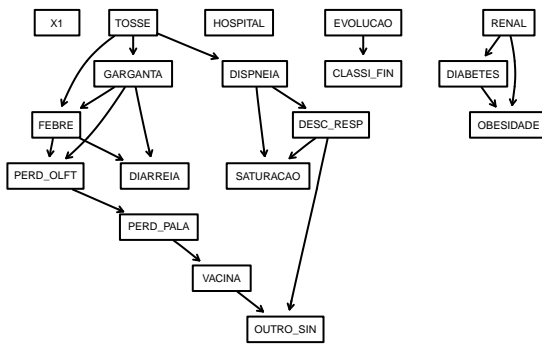 X1
TOSSE
HOSPITAL
EVOLUCAO
RENAL
GARGANTA
DISPNEIA
CLASSI_FIN
DIABETES
FEBRE
DESC_RESP
OBESIDADE
PERD_OLFT
DIARREIA
SATURACAO
PERD_PALA
VACINA
OUTRO_SIN